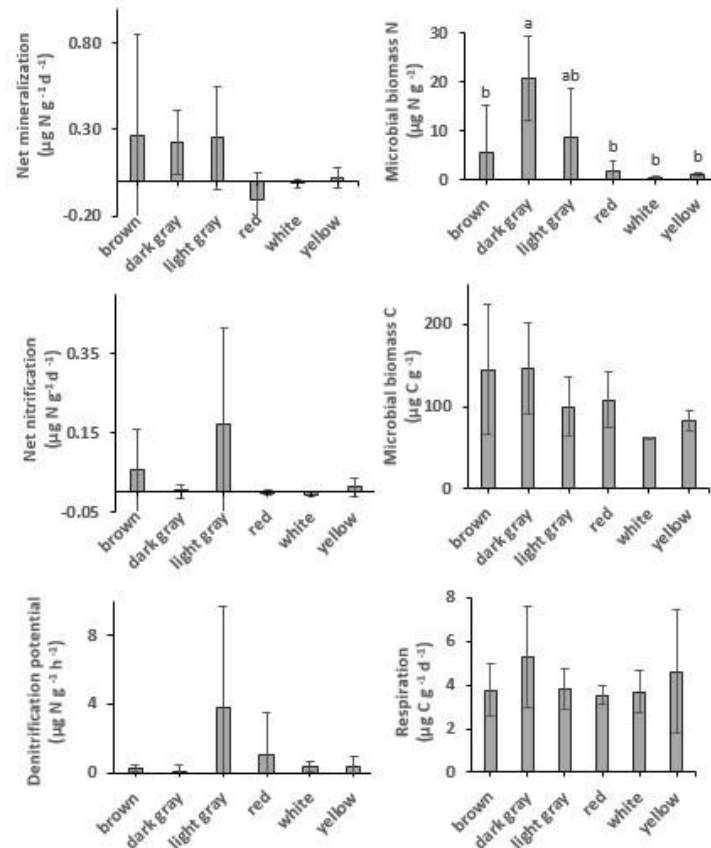 Net mineralization
(µg N g ⁻¹ d ⁻¹)
0.80
0.30
-0.20
brown
dark gray
light gray
red
white
yellow
Microbial biomass N
(µg N g ⁻¹)
30
20
10
0
b
a
ab
b
b
b
brown
dark gray
light gray
red
white
yellow
Net nitrification
(µg N g⁻¹ d⁻¹)
0.35
0.15
-0.05
brown
dark gray
light gray
red
white
yellow
Microbial biomass C
(µg C g ⁻¹)
200
100
0
brown
dark gray
light gray
red
white
yellow
Denitrification potential
(µg N g ⁻¹ h ⁻¹)
8
4
0
brown
dark gray
light gray
red
white
yellow
Respiration
(µg C g ⁻¹ d ⁻¹)
8
6
4
2
0
brown
dark gray
light gray
red
white
yellow